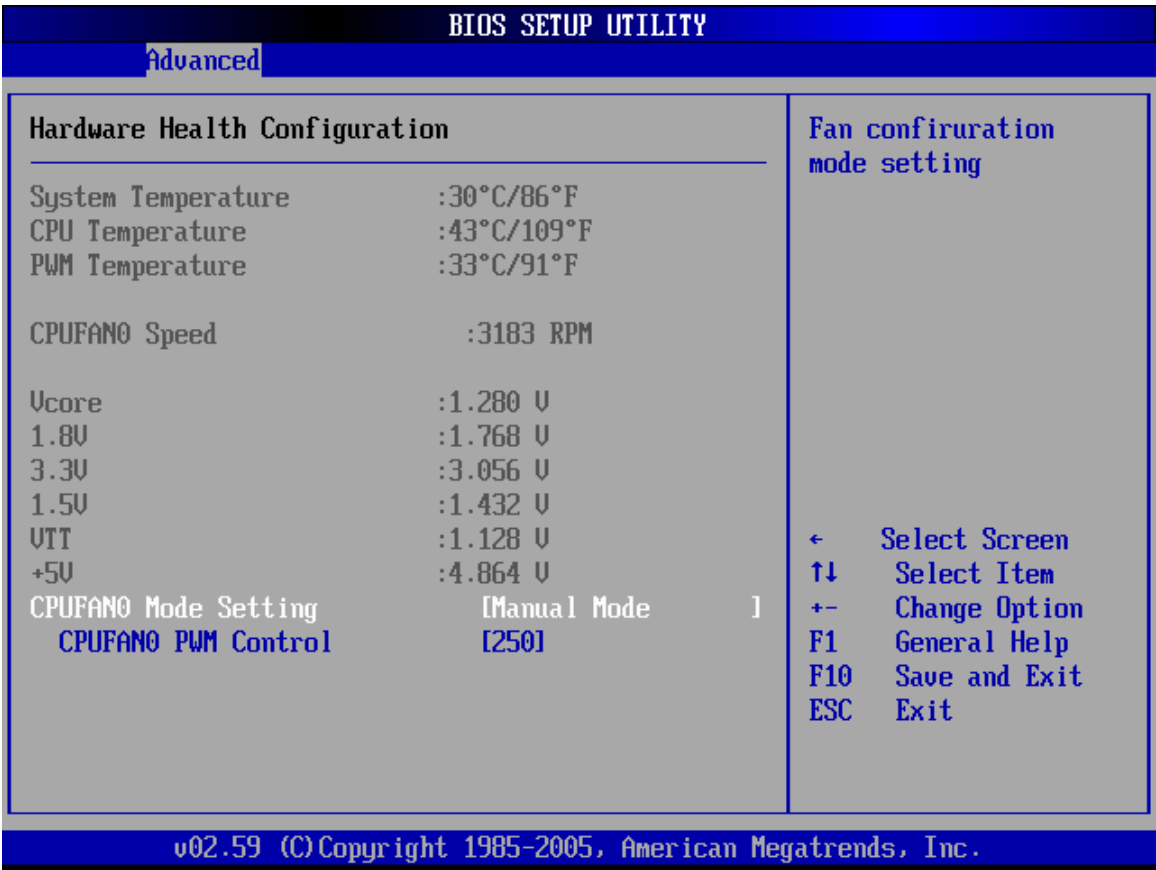 BIOS SETUP UTILITY
Advanced
Hardware Health Configuration
System Temperature :30°C/86°F
CPU Temperature :43°C/109°F
PWM Temperature :33°C/91°F
CPUFAN0 Speed :3183 RPM
Vcore :1.280 V
1.8V :1.768 V
3.3V :3.056 V
1.5V :1.432 V
VTT :1.128 V
+5V :4.864 V
CPUFAN0 Mode Setting [Manual Mode ]
CPUFAN0 PWM Control [250]
Fan confiruration
mode setting
← Select Screen
↑↓ Select Item
+- Change Option
F1 General Help
F10 Save and Exit
ESC Exit
v02.59 (C)Copyright 1985-2005, American Megatrends, Inc.